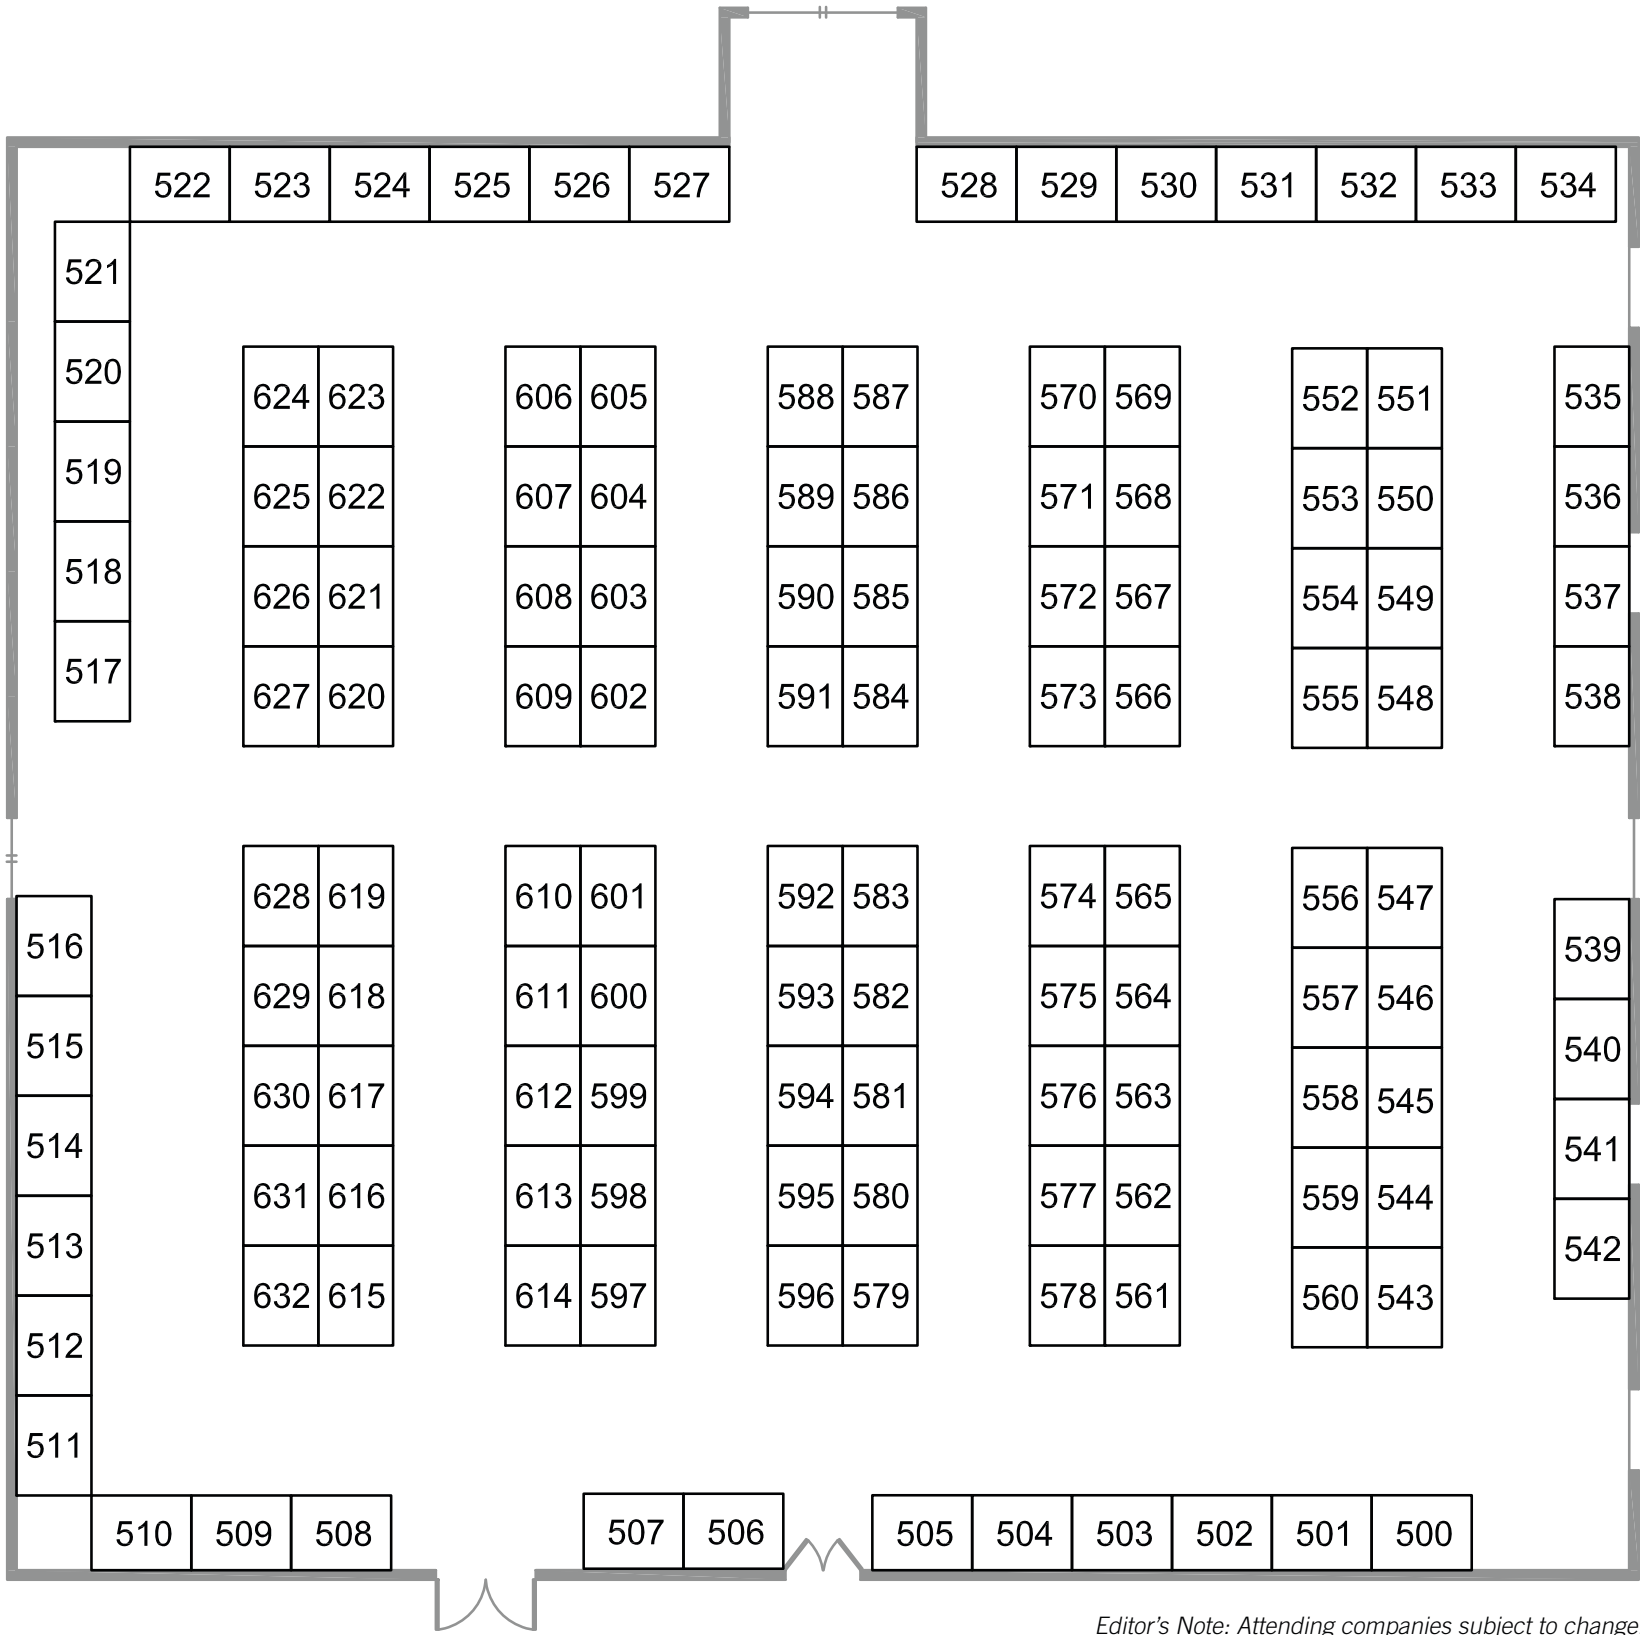 522 523 524 525 526 527 528 529 530 531 532 533 534
521
520
624 623 606 605 588 587 570 569 552 551 535
519
625 622 607 604 589 586 571 568 553 550 536
518
626 621 608 603 590 585 572 567 554 549 537
517
627 620 609 602 591 584 573 566 555 548 538
628 619 610 601 592 583 574 565 556 547
516 539
629 618 611 600 593 582 575 564 557 546
515 540
630 617 612 599 594 581 576 563 558 545
514 541
631 616 613 598 595 580 577 562 559 544
513 542
632 615 614 597 596 579 578 561 560 543
512
511
510 509 508 507 506 505 504 503 502 501 500
Editor's Note: Attending companies subject to change